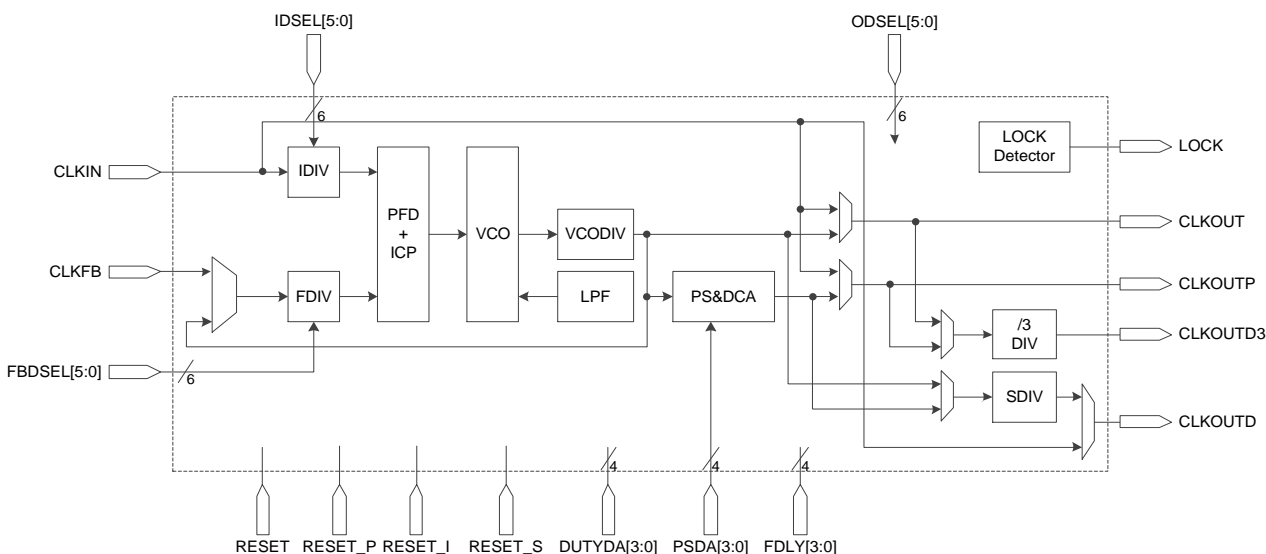 IDSEL[5:0]
ODSEL[5:0]
6
6
LOCK
Detector
LOCK
CLKIN
IDIV
PFD
+
ICP
VCO
VCODIV
CLKOUT
CLKFB
FDIV
LPF
PS&DCA
CLKOUTP
/3
DIV
CLKOUTD3
FBDSEL[5:0]
6
SDIV
CLKOUTD
4
4
4
RESET
RESET_P
RESET_I
RESET_S
DUTYDA[3:0]
PSDA[3:0]
FDLY[3:0]